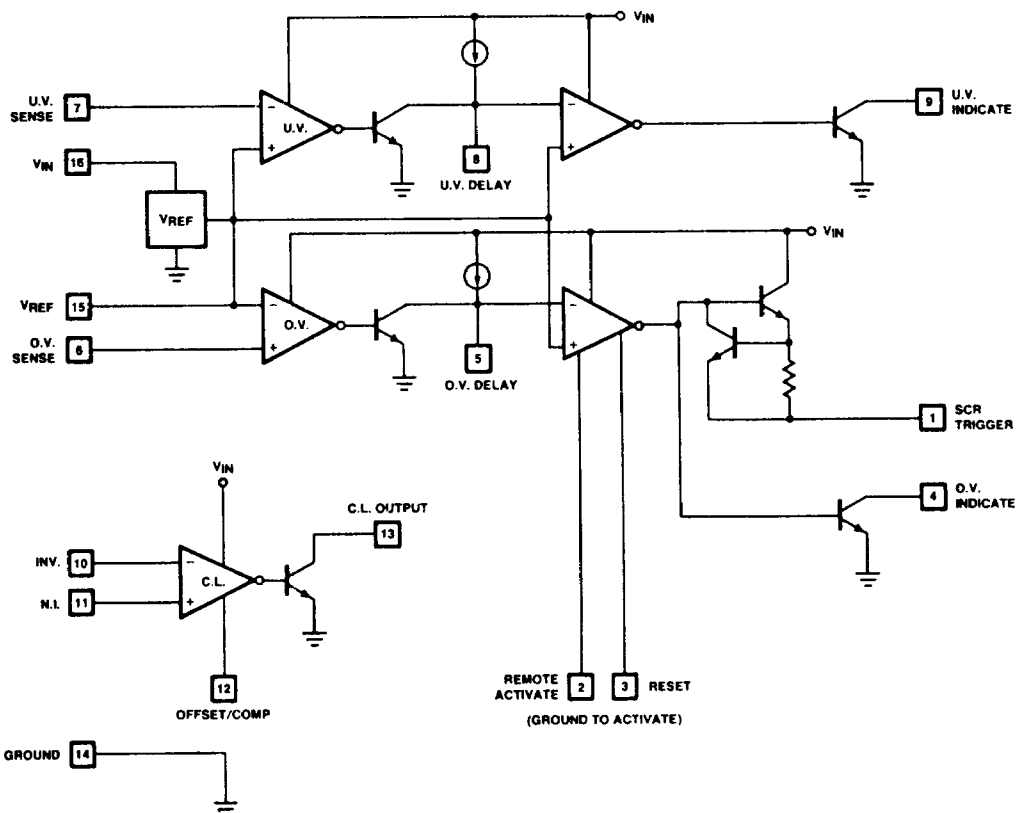 VIN
U.V.
SENSE
7
−
U.V.
+
−
+
9
U.V.
INDICATE
VIN
16
8
U.V. DELAY
VREF
VIN
VREF
15
−
O.V.
+
−
+
O.V.
SENSE
6
5
O.V. DELAY
1
SCR
TRIGGER
VIN
4
O.V.
INDICATE
C.L. OUTPUT
13
INV.
10
−
C.L.
+
N.I.
11
12
OFFSET/COMP
REMOTE
ACTIVATE
2
3
RESET
(GROUND TO ACTIVATE)
GROUND
14